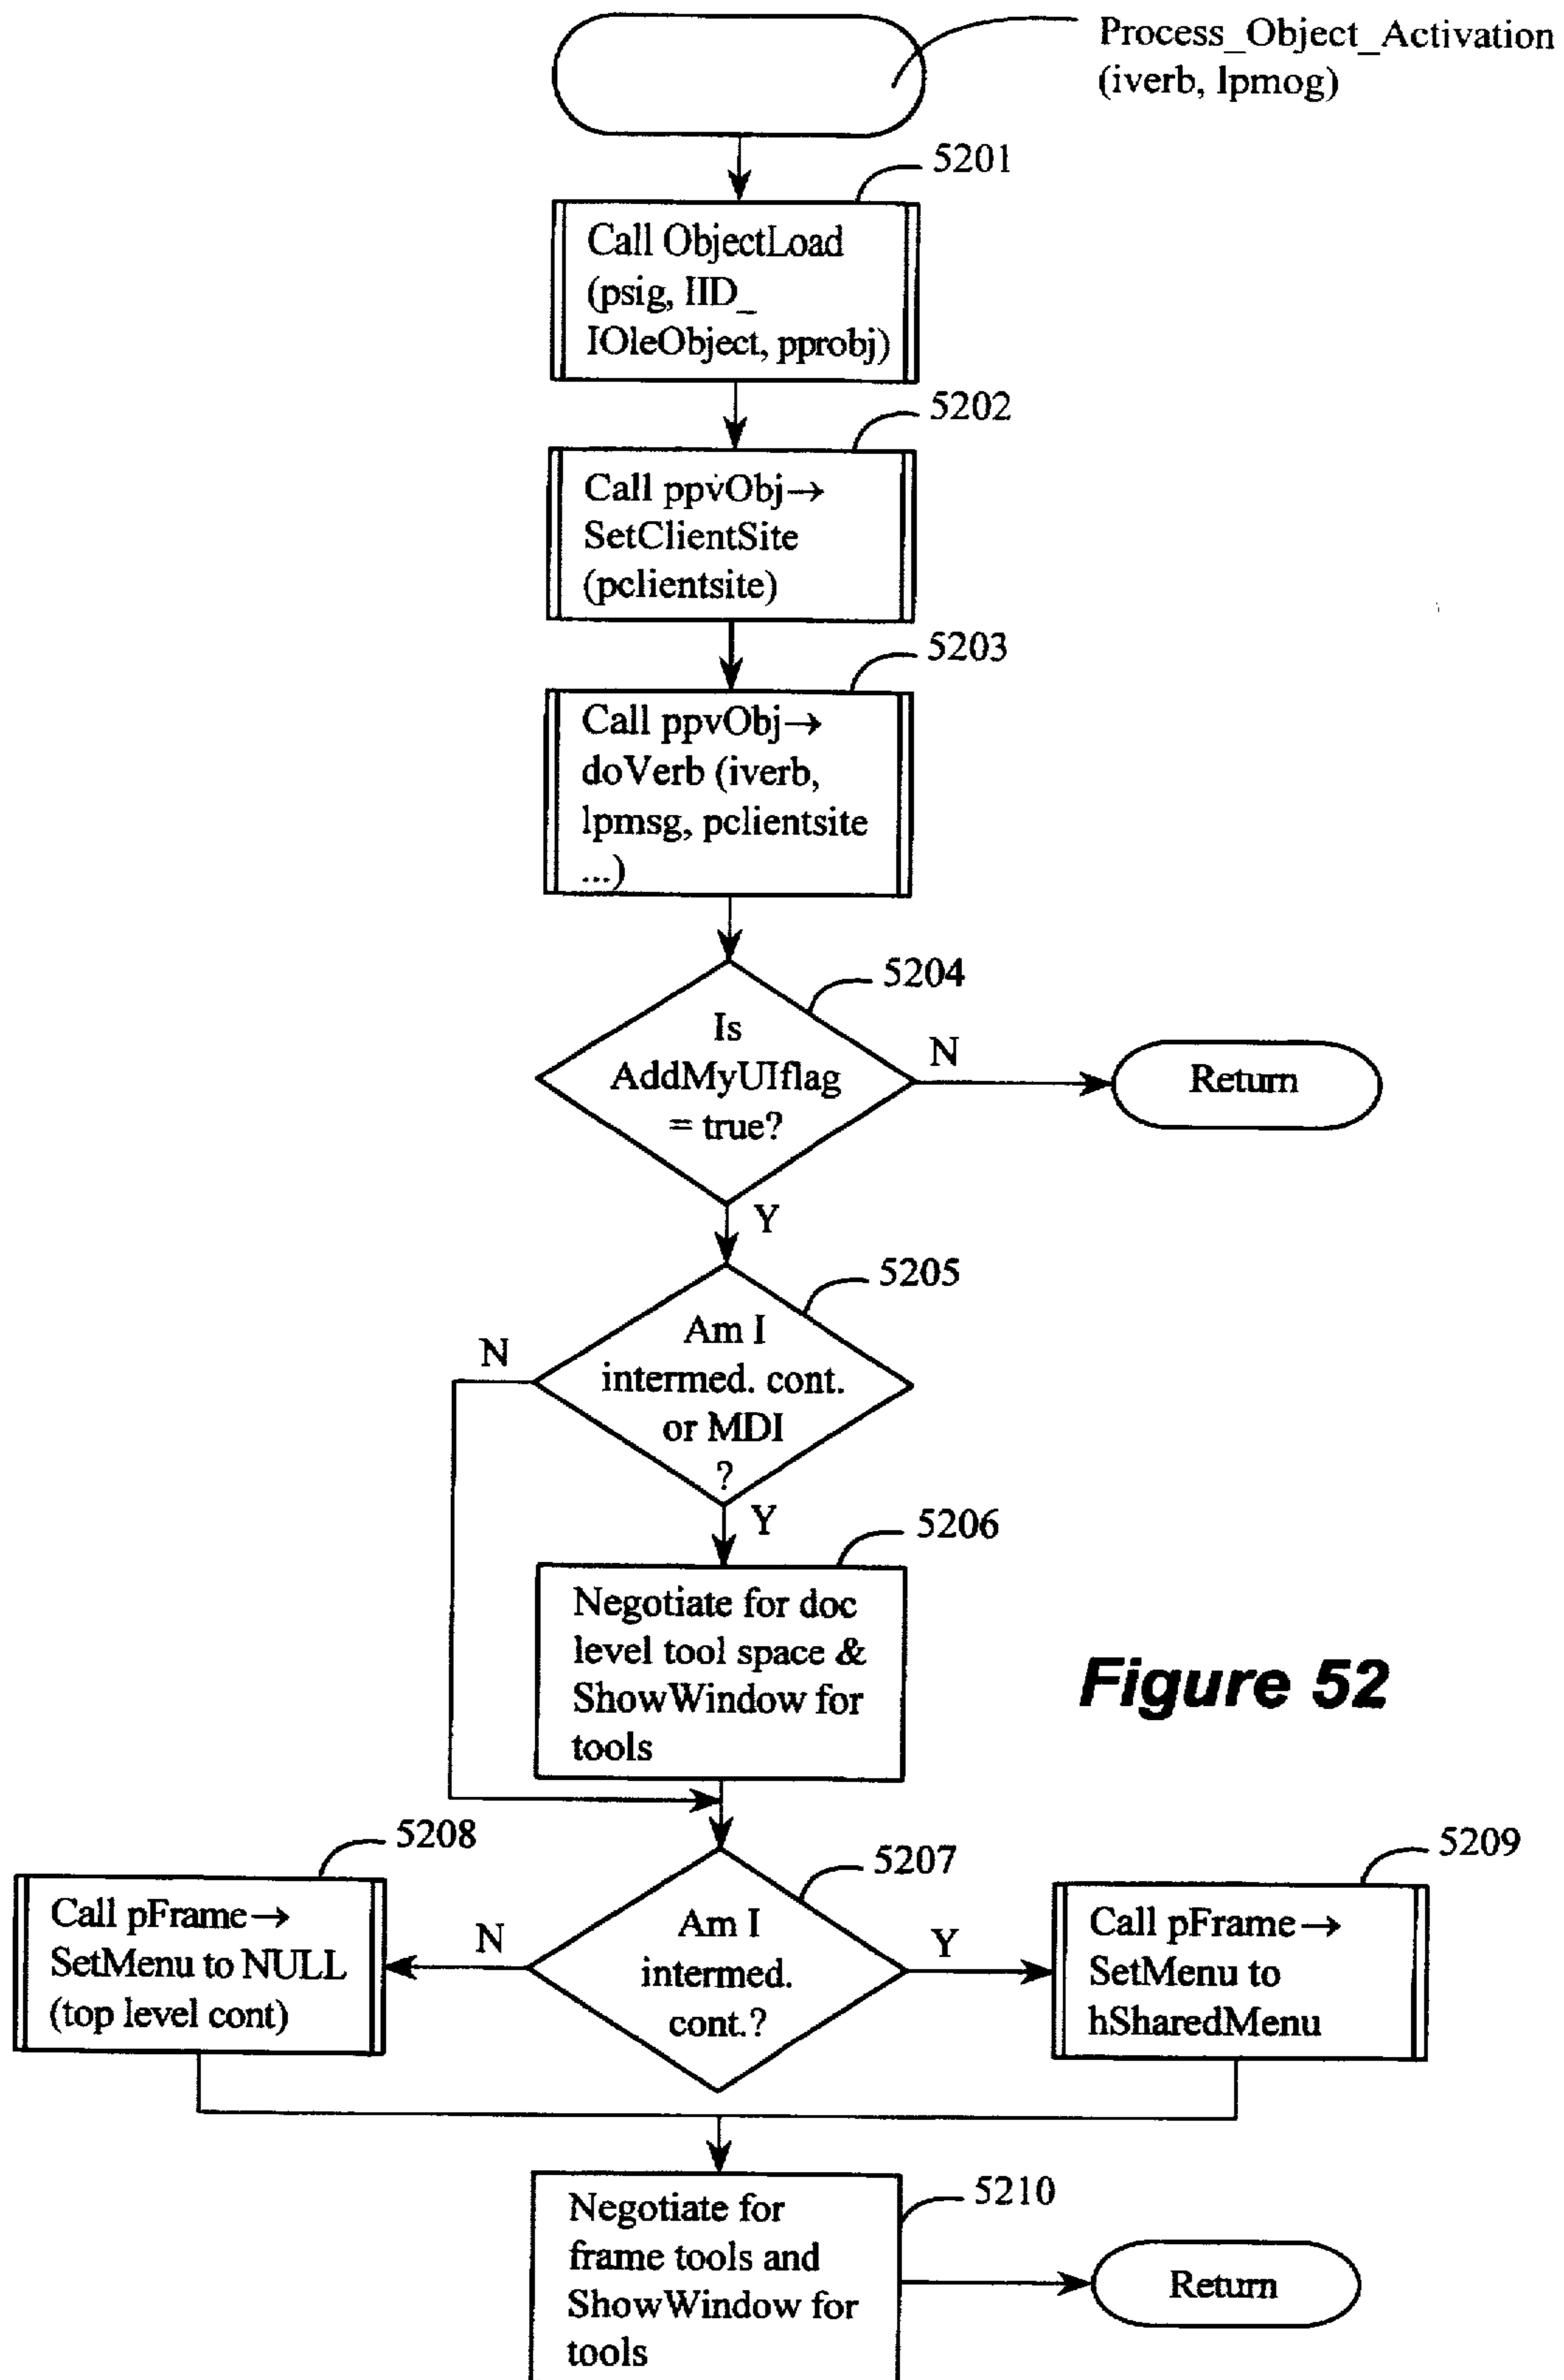 Process_Object_Activation
(iverb, lpmog)
5201
Call ObjectLoad
(psig, IID_
IOleObject, pprobj)
5202
Call ppvObj→
SetClientSite
(pclientsite)
5203
Call ppvObj→
doVerb (iverb,
lpmsg, pclientsite
...)
5204
Is
AddMyUIflag
= true?
N
Return
Y
5205
Am I
intermed. cont.
or MDI
?
N
Y
5206
Negotiate for doc
level tool space &
ShowWindow for
tools
Figure 52
5208
Call pFrame→
SetMenu to NULL
(top level cont)
N
5207
Am I
intermed.
cont.?
Y
5209
Call pFrame→
SetMenu to
hSharedMenu
5210
Negotiate for
frame tools and
ShowWindow for
tools
Return